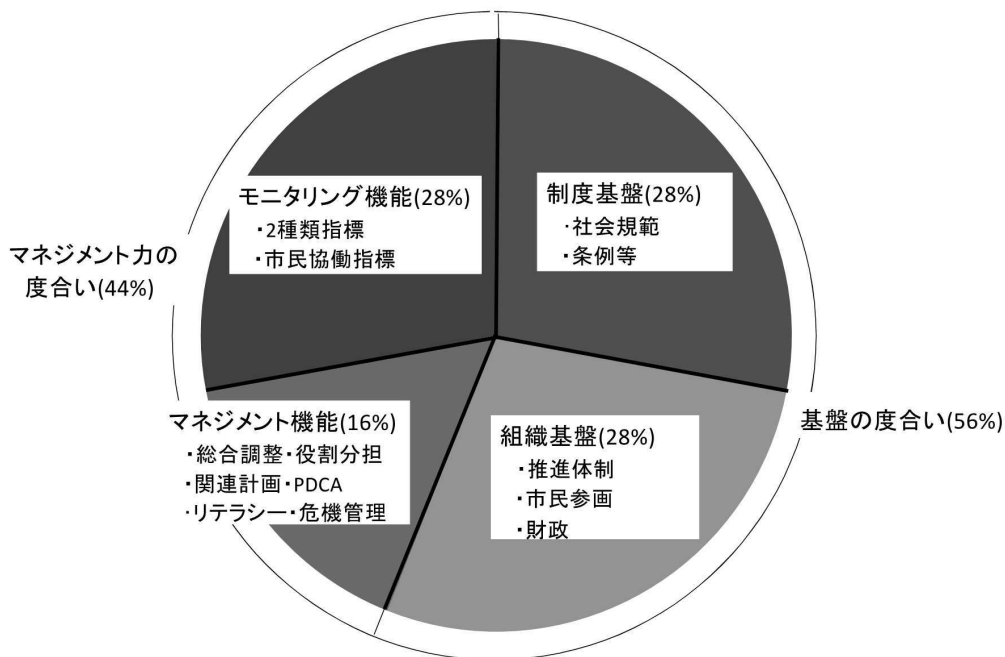 モニタリング機能(28%)
・2種類指標
・市民協働指標
制度基盤(28%)
・社会規範
・条例等
マネジメント力の
度合い(44%)
マネジメント機能(16%)
・総合調整・役割分担
・関連計画・PDCA
・リテラシー・危機管理
組織基盤(28%)
・推進体制
・市民参画
・財政
基盤の度合い(56%)